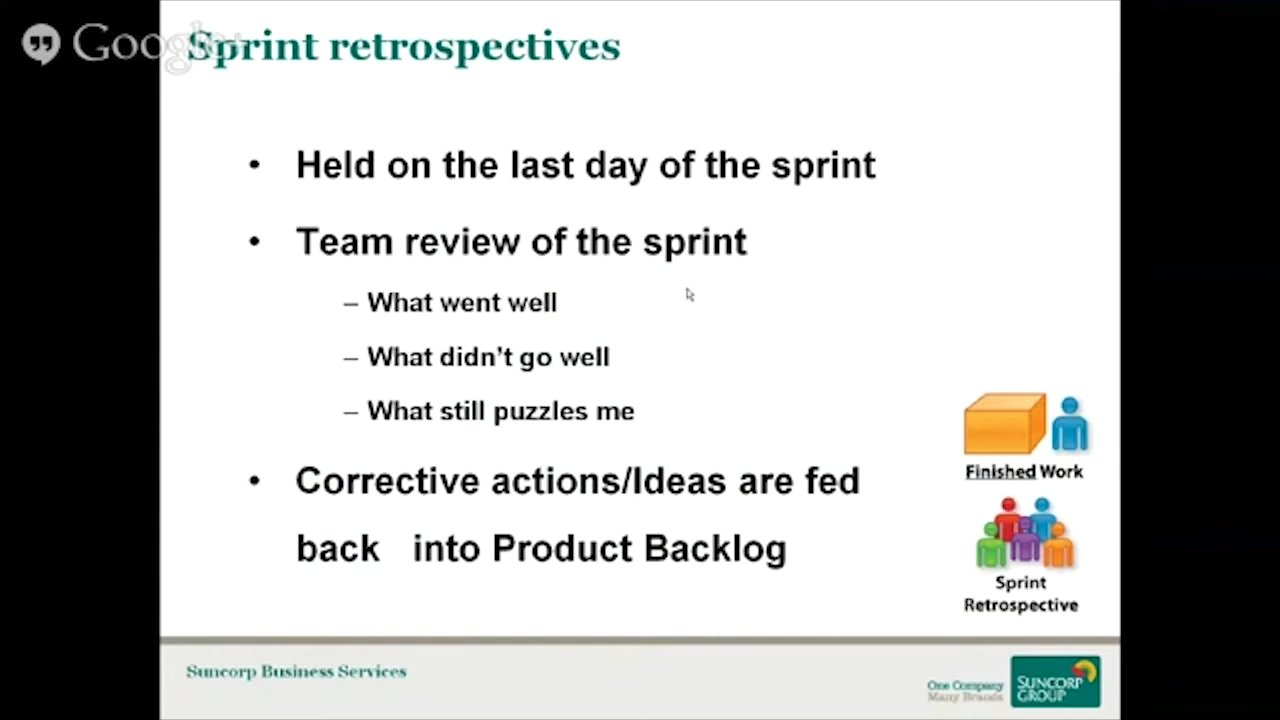 Google+
Sprint retrospectives
• Held on the last day of the sprint
• Team review of the sprint
– What went well
– What didn't go well
– What still puzzles me
• Corrective actions/Ideas are fed
back into Product Backlog
Finished Work
Sprint
Retrospective
Suncorp Business Services
One Company
Many Brands
SUNCORP
GROUP